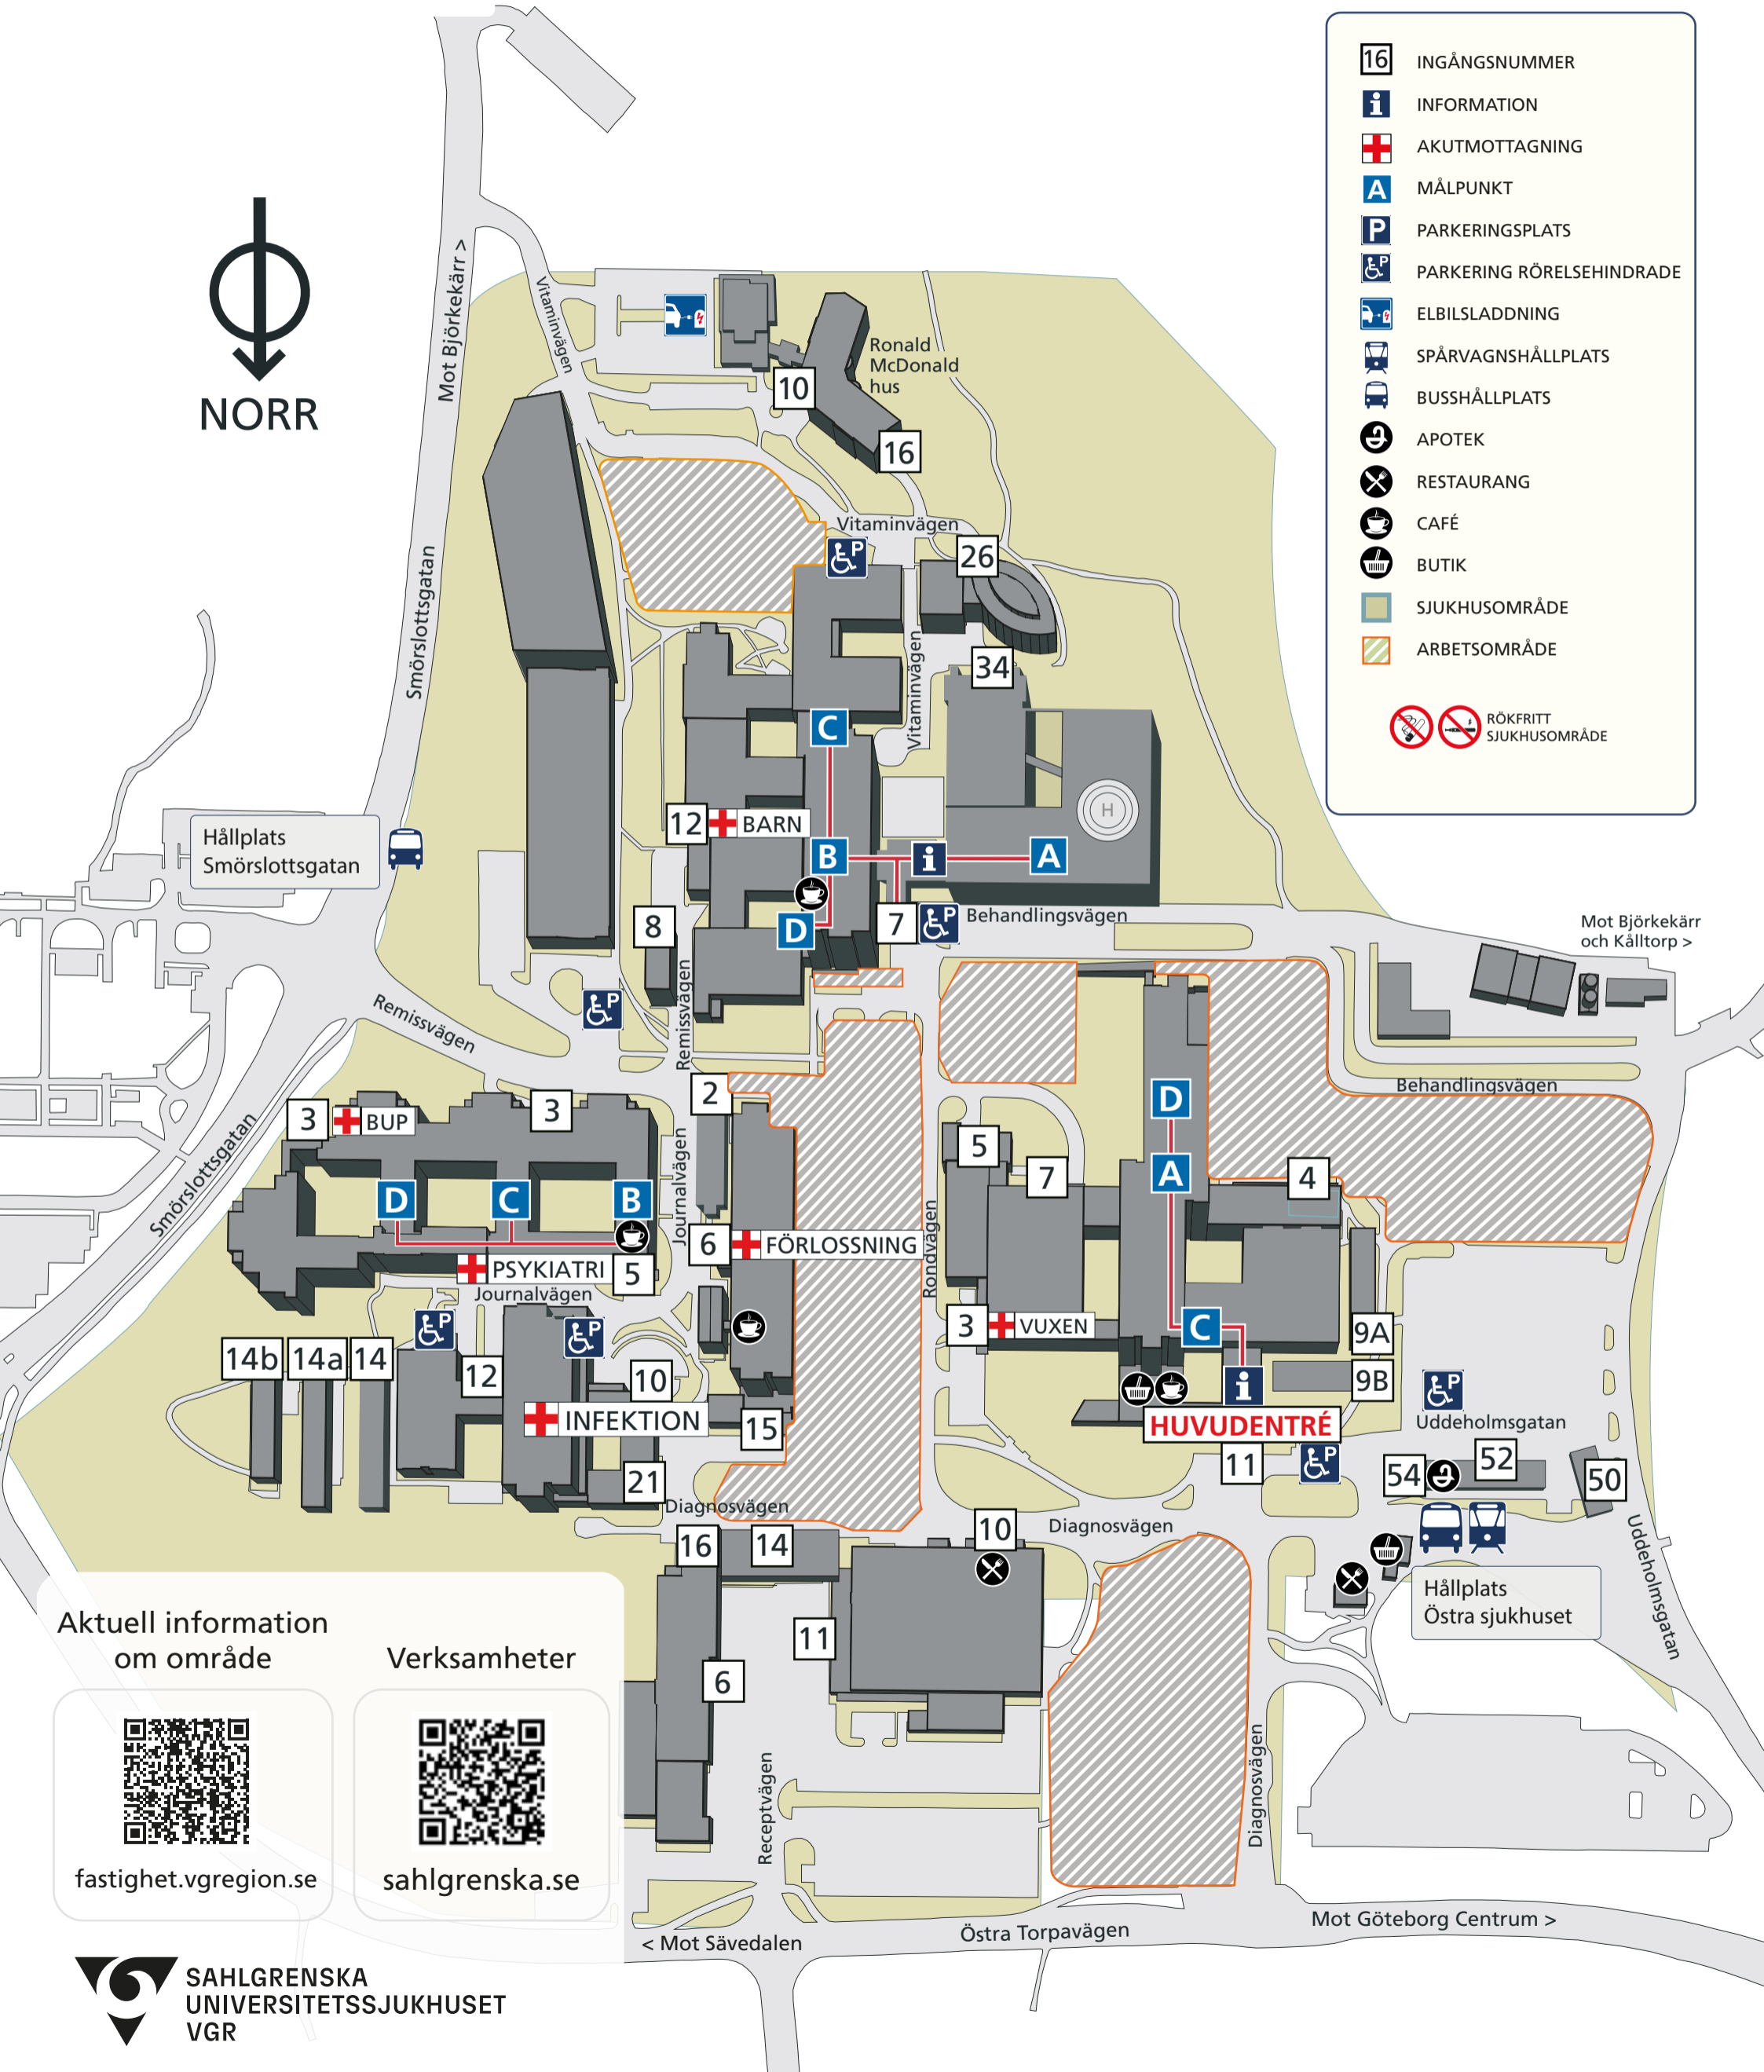 16 INGÅNGSNUMMER
INFORMATION
AKUTMOTTAGNING
A MÅLPUNKT
P PARKERINGSPLATS
P PARKERING RÖRELSEHINDRADE
ELBILSLADDNING
SPÅRVAGNSHÅLLPLATS
BUSSHÅLLPLATS
APOTEK
RESTAURANG
CAFÉ
BUTIK
SJUKHUSOMRÅDE
ARBETSOMRÅDE
RÖKFRITT
SJUKHUSOMRÅDE
NORR
Mot Björkekärr >
Vitaminvägen
Ronald
McDonald
hus
10
16
Vitaminvägen
P
26
Smörslottsgatan
Vitaminvägen
34
C
H
12 BARN
Hållplats
Smörslottsgatan
B i A
D
7 P Behandlingsvägen
8
Mot Björkekärr
och Kålltorp >
Remissvägen
P
Remissvägen
2
Behandlingsvägen
D
3 BUP
3
Smörslottsgatan
Journalvägen
5
7
A
4
D C B
6 FÖRLOSSNING
Rondvägen
PSYKIATRI 5
Journalvägen
P
P
3 VUXEN
C
9A
14b 14a 14
12
10
i
9B
P
INFEKTION
15
HUVUDENTRÉ
Uddeholmsgatan
11
P
54
52
50
21
Diagnosvägen
10
Diagnosvägen
16
14
Uddeholmsgatan
Hållplats
Östra sjukhuset
11
6
Aktuell information
om område
Verksamheter
Receptvägen
Diagnosvägen
fastighet.vgregion.se
sahlgrenska.se
< Mot Sävedalen
Östra Torpavägen
Mot Göteborg Centrum >
SAHLGRENSKA
UNIVERSITETSSJUKHUSET
VGR